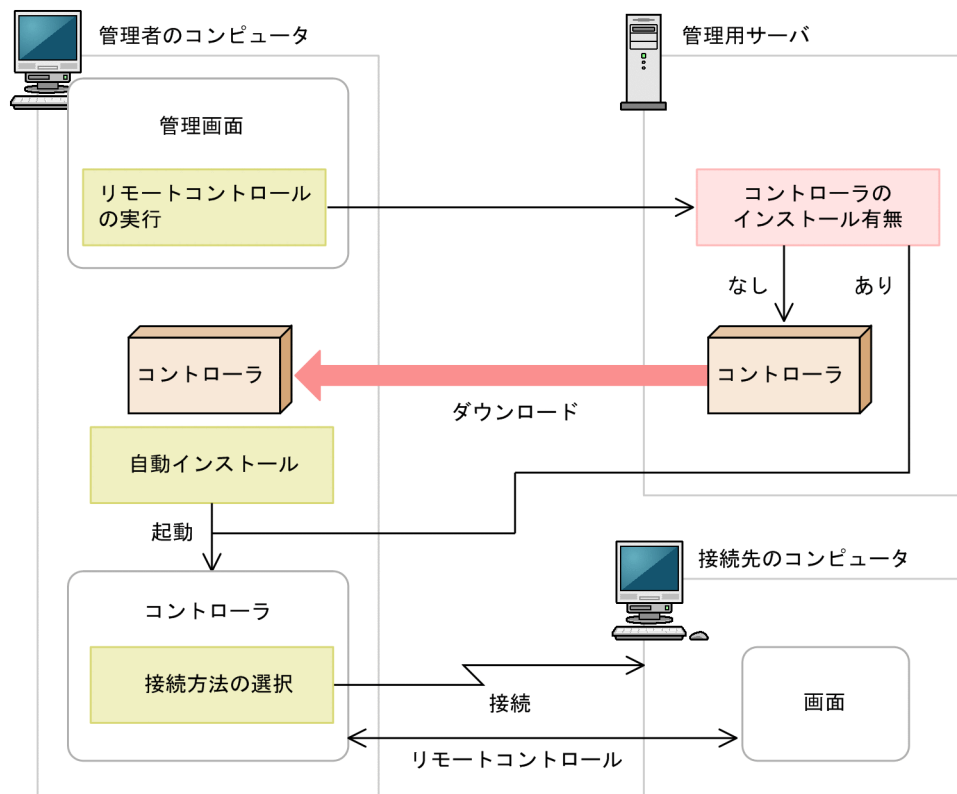 管理者のコンピュータ
管理用サーバ
管理画面
リモートコントロール
の実行
コントローラの
インストール有無
なし
あり
コントローラ
コントローラ
ダウンロード
自動インストール
起動
接続先のコンピュータ
コントローラ
接続方法の選択
接続
画面
リモートコントロール